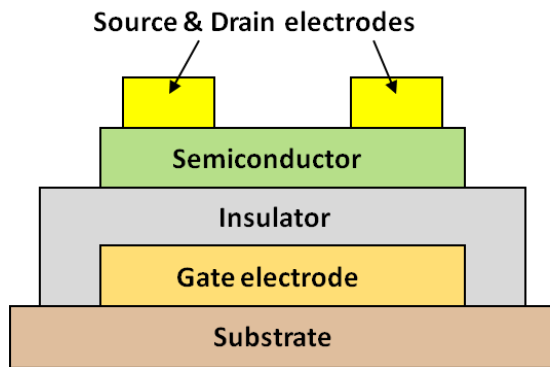 Source & Drain electrodes
Semiconductor
Insulator
Gate electrode
Substrate